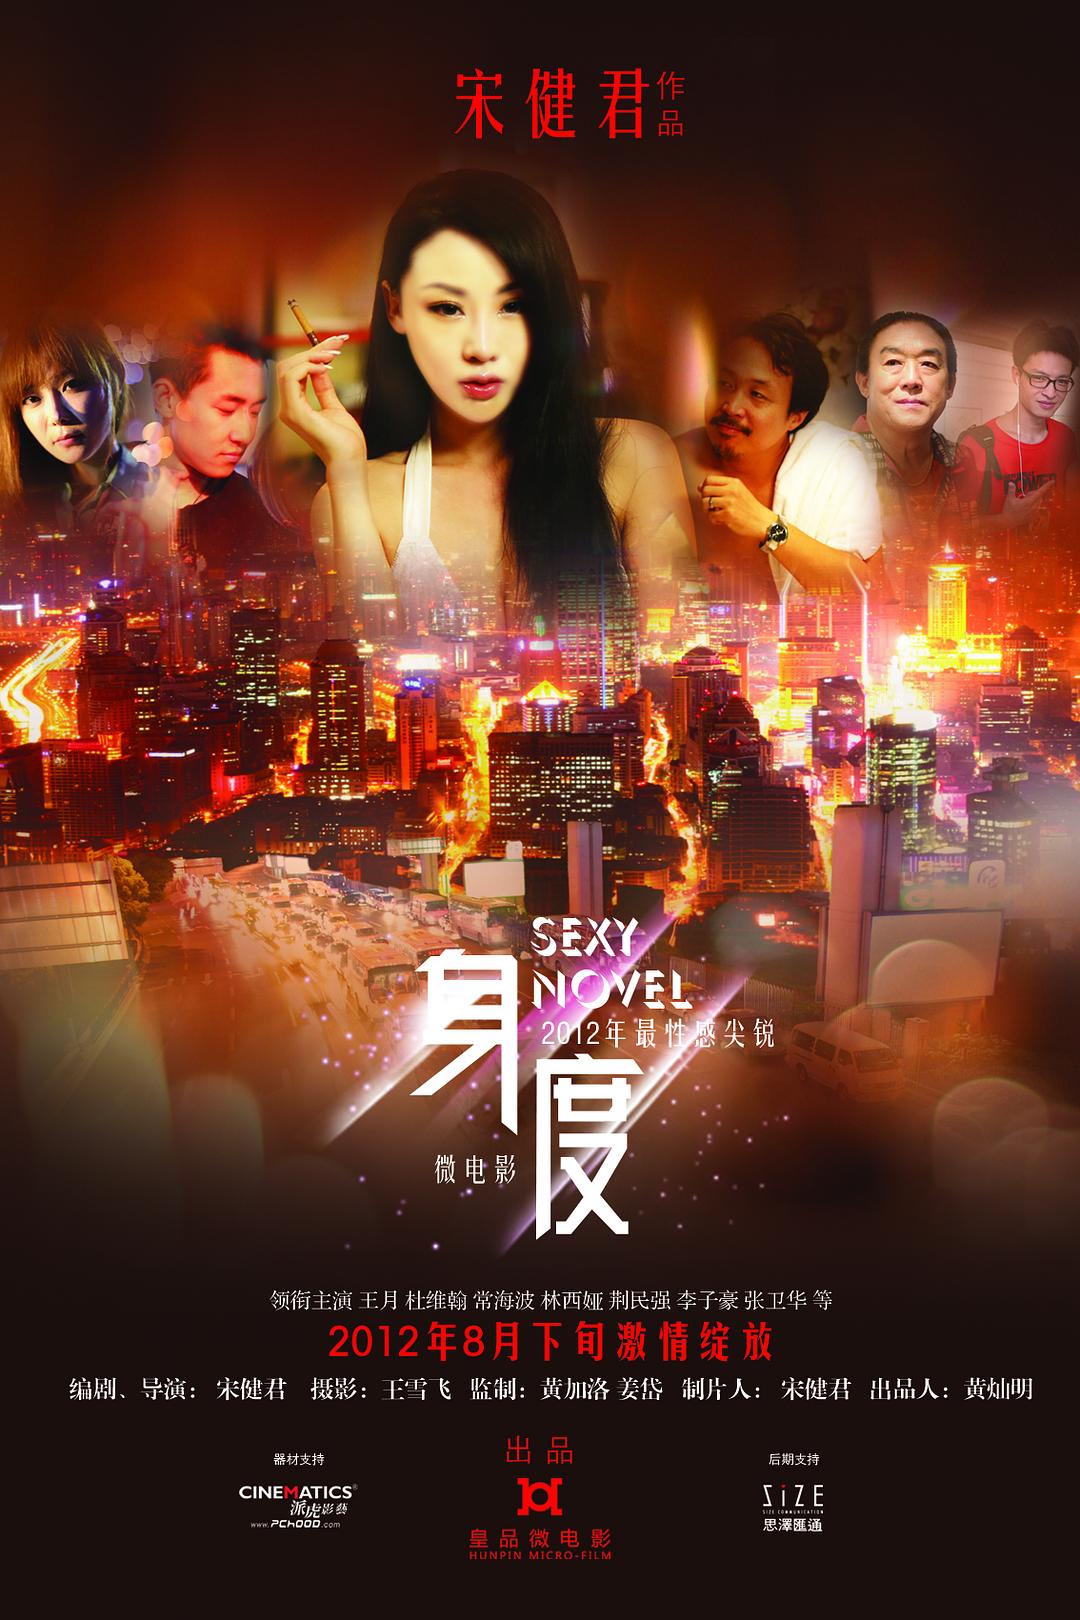 宋健君作品
SEXY
NOVEL
2012年最性感尖锐
身度
微电影
领衔主演 王月 杜维翰 常海波 林西娅 荆民强 李子豪 张卫华 等
2012年8月下旬激情绽放
编剧、导演：宋健君 摄影：王雪飞 监制：黄加洛 姜岱 制片人：宋健君 出品人：黄灿明
器材支持
CINEMATICS®
派虎影藝
www.PCHOOD.com
出品
皇品微电影
HUNPIN MICRO-FILM
后期支持
SiZE
SIZE COMMUNICATION
思澤匯通